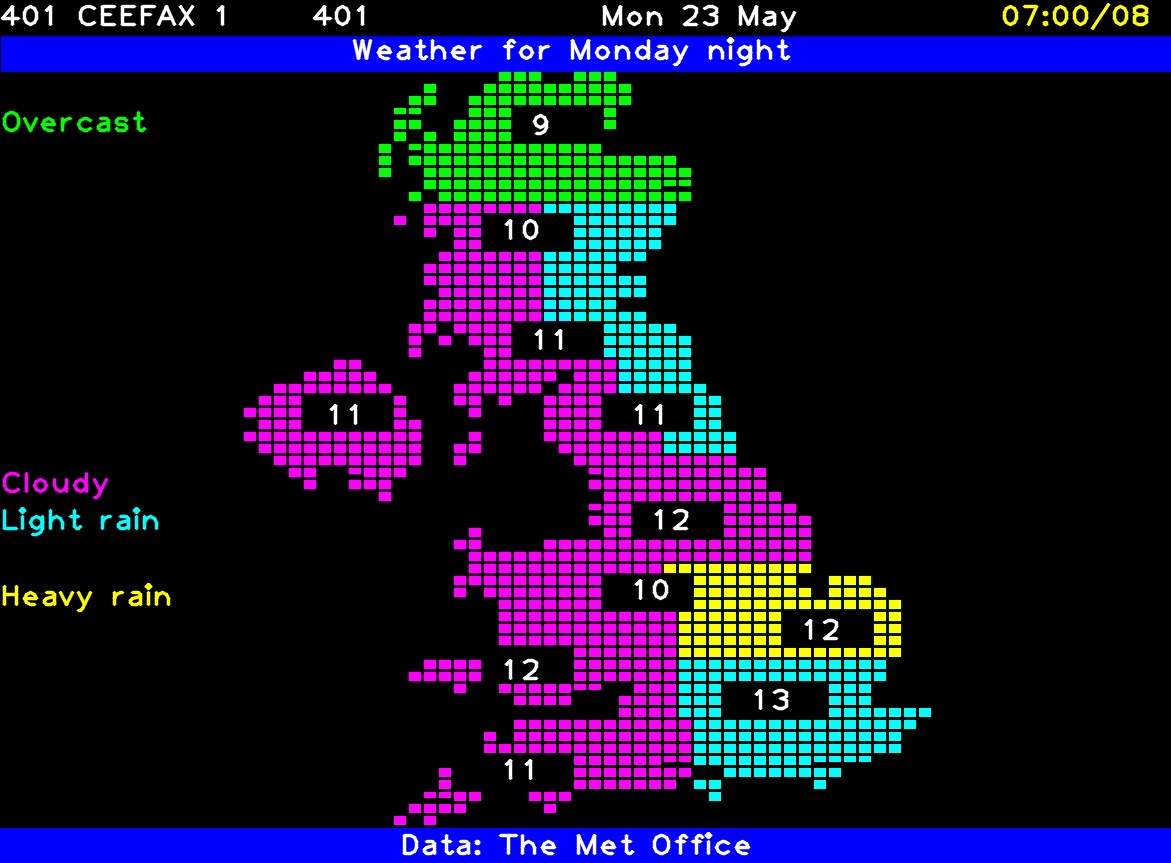 401 CEEFAX 1 401 Mon 23 May 07:00/08
Weather for Monday night
Overcast
9
10
11
11 11
Cloudy
Light rain
12
10
Heavy rain
12
12
13
11
Data: The Met Office